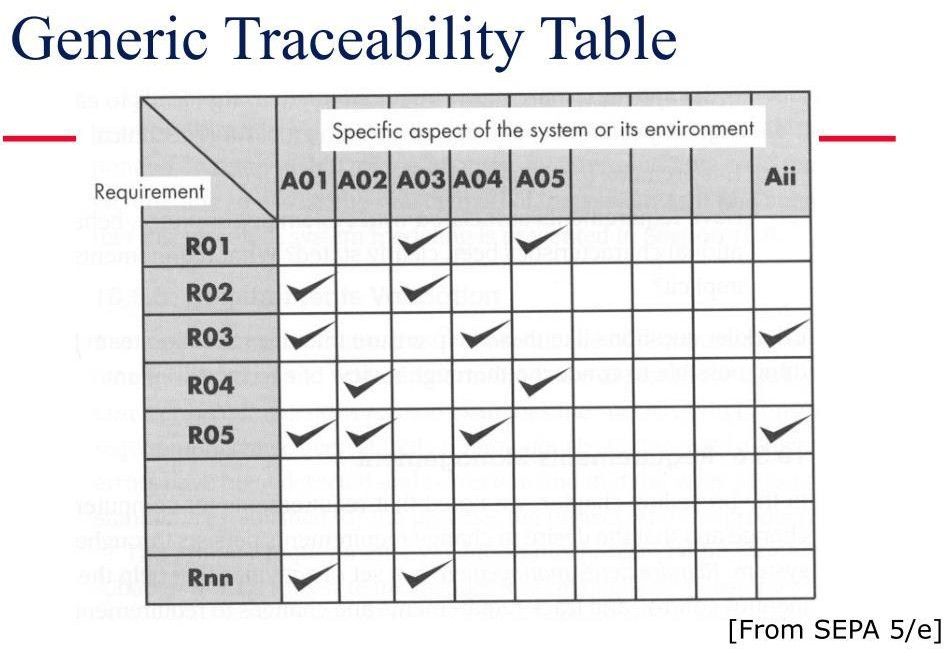 Generic Traceability Table
Specific aspect of the system or its environment
Requirement
A01 A02 A03 A04 A05 Aii
R01
R02
R03
R04
R05
Rnn
[From SEPA 5/e]